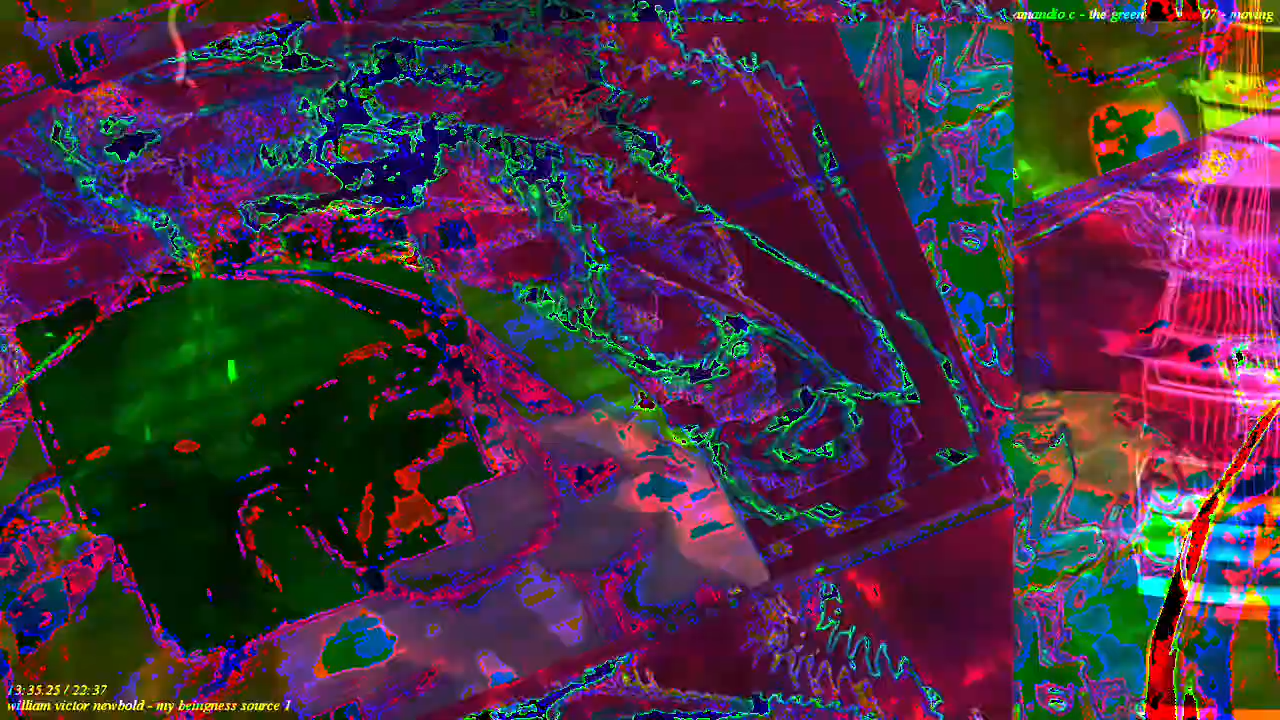 amandio c - the green 07 - moving
13:35.25 / 22:37
william victor newbold - my beingness source 1